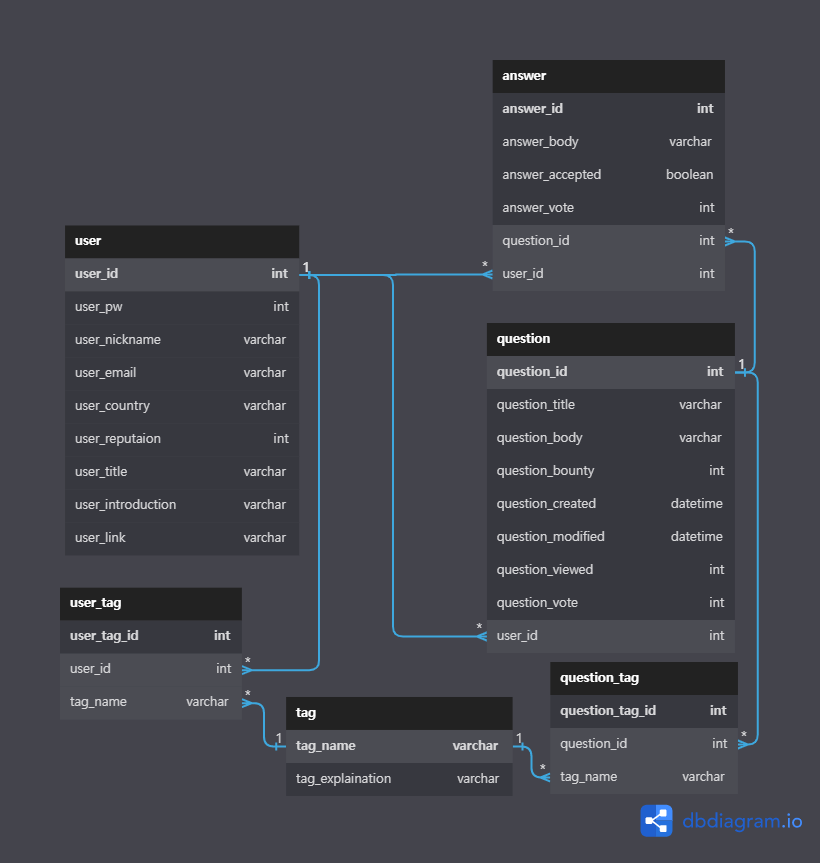 answer
answer_id int
answer_body varchar
answer_accepted boolean
answer_vote int
question_id int
*
user_id int
*
user
user_id int
1
user_pw int
user_nickname varchar
user_email varchar
user_country varchar
user_reputaion int
user_title varchar
user_introduction varchar
user_link varchar
question
question_id int
1
question_title varchar
question_body varchar
question_bounty int
question_created datetime
question_modified datetime
question_viewed int
question_vote int
*
user_id int
user_tag
user_tag_id int
user_id int
*
tag_name varchar
*
tag
1
tag_name varchar
1
tag_explaination varchar
question_tag
question_tag_id int
question_id int
*
*
tag_name varchar
dbdiagram.io